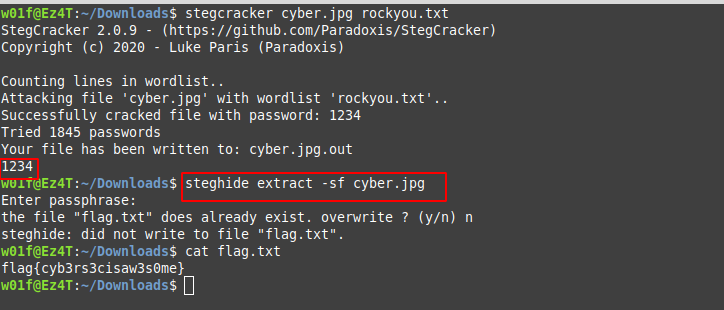 w01f@Ez4T:~/Downloads$ stegcracker cyber.jpg rockyou.txt
StegCracker 2.0.9 - (https://github.com/Paradoxis/StegCracker)
Copyright (c) 2020 - Luke Paris (Paradoxis)
Counting lines in wordlist..
Attacking file 'cyber.jpg' with wordlist 'rockyou.txt'..
Successfully cracked file with password: 1234
Tried 1845 passwords
Your file has been written to: cyber.jpg.out
1234
w01f@Ez4T:~/Downloads$ steghide extract -sf cyber.jpg
Enter passphrase:
the file "flag.txt" does already exist. overwrite ? (y/n) n
steghide: did not write to file "flag.txt".
w01f@Ez4T:~/Downloads$ cat flag.txt
flag{cyb3rs3cisaw3s0me}
w01f@Ez4T:~/Downloads$